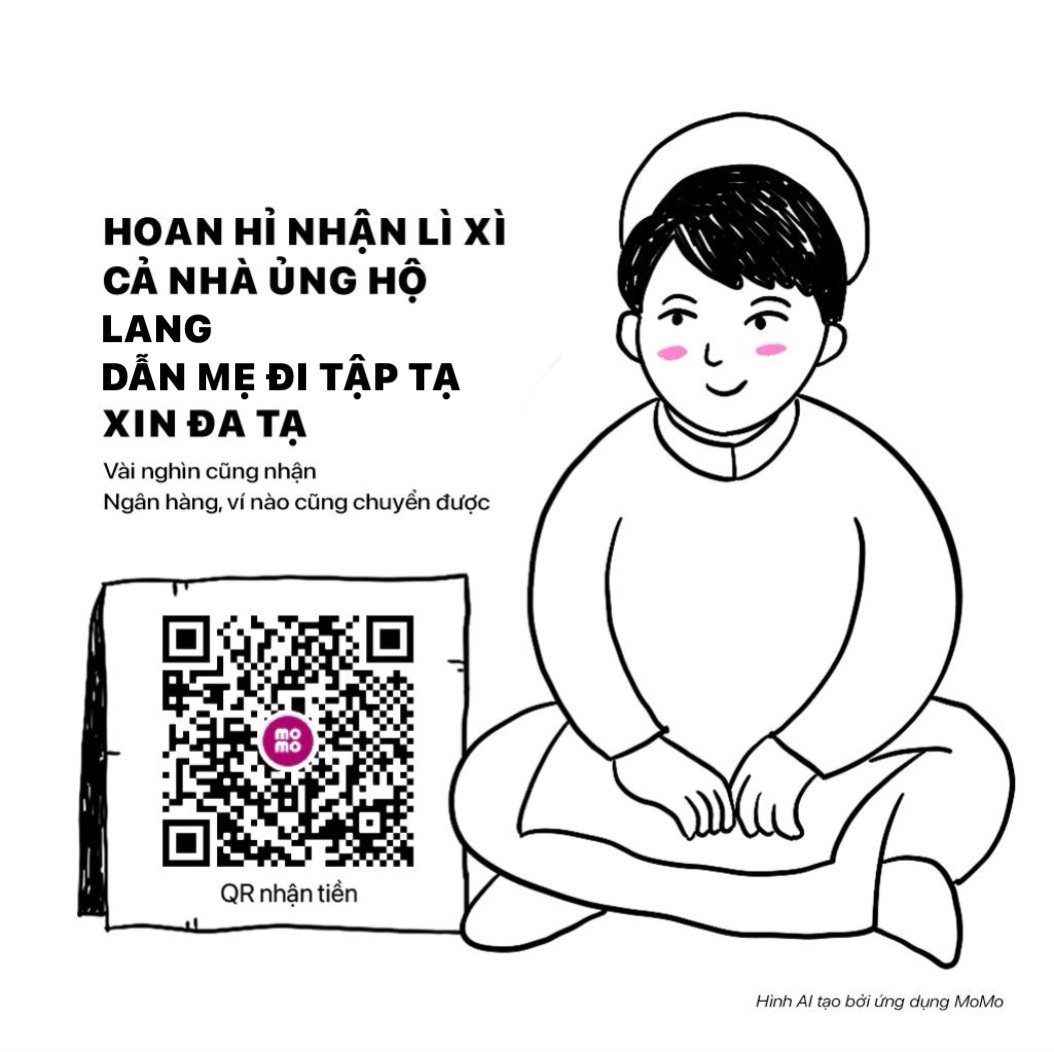 HOAN HỈ NHẬN LÌ XÌ
CẢ NHÀ ỦNG HỘ
LANG
DẪN MẸ ĐI TẬP TẠ
XIN ĐA TẠ
Vài nghìn cũng nhận
Ngân hàng, ví nào cũng chuyển được
mo
mo
QR nhận tiền
Hình AI tạo bởi ứng dụng MoMo